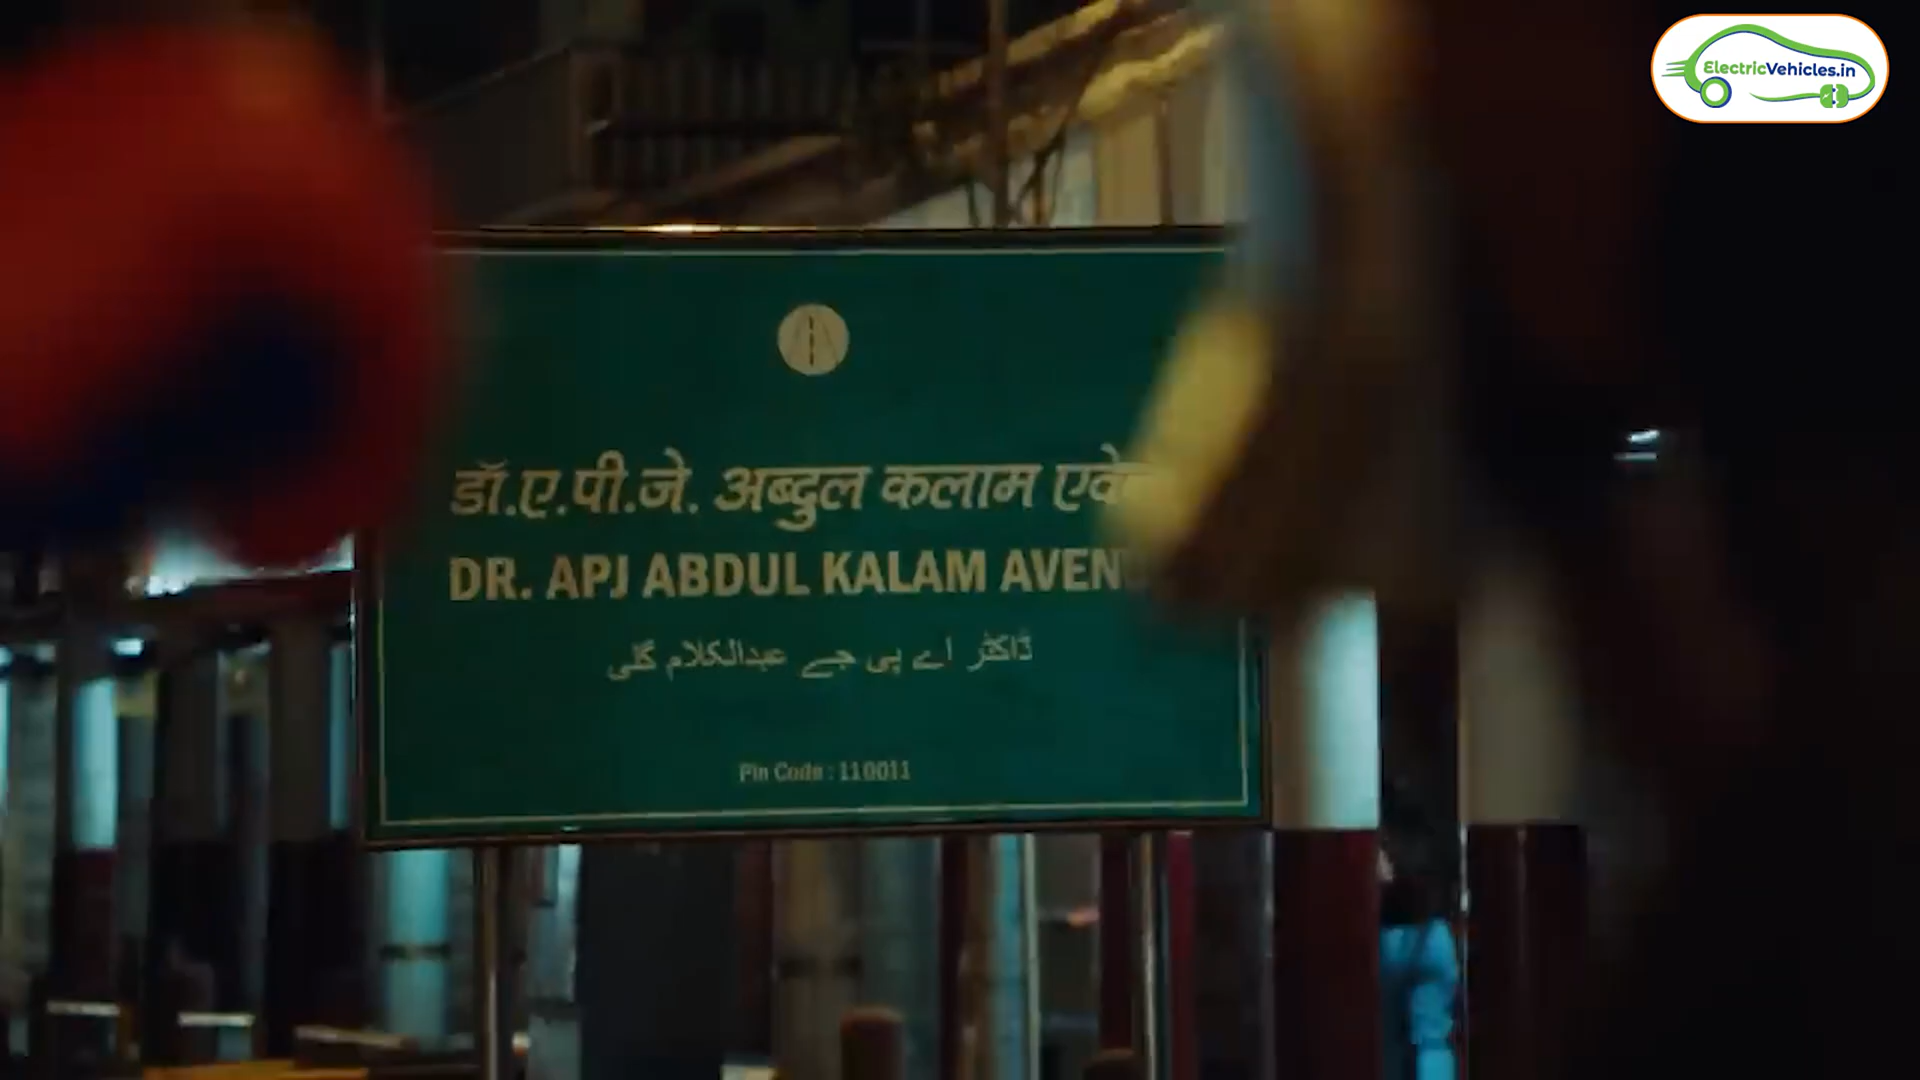 ElectricVehicles.in
डॉ.ए.पी.जे. अब्दुल कलाम
DR. APJ ABDUL KALAM
ڈاکٹر اے پی جے عبدالکلام گلی
Pin Code : 110011